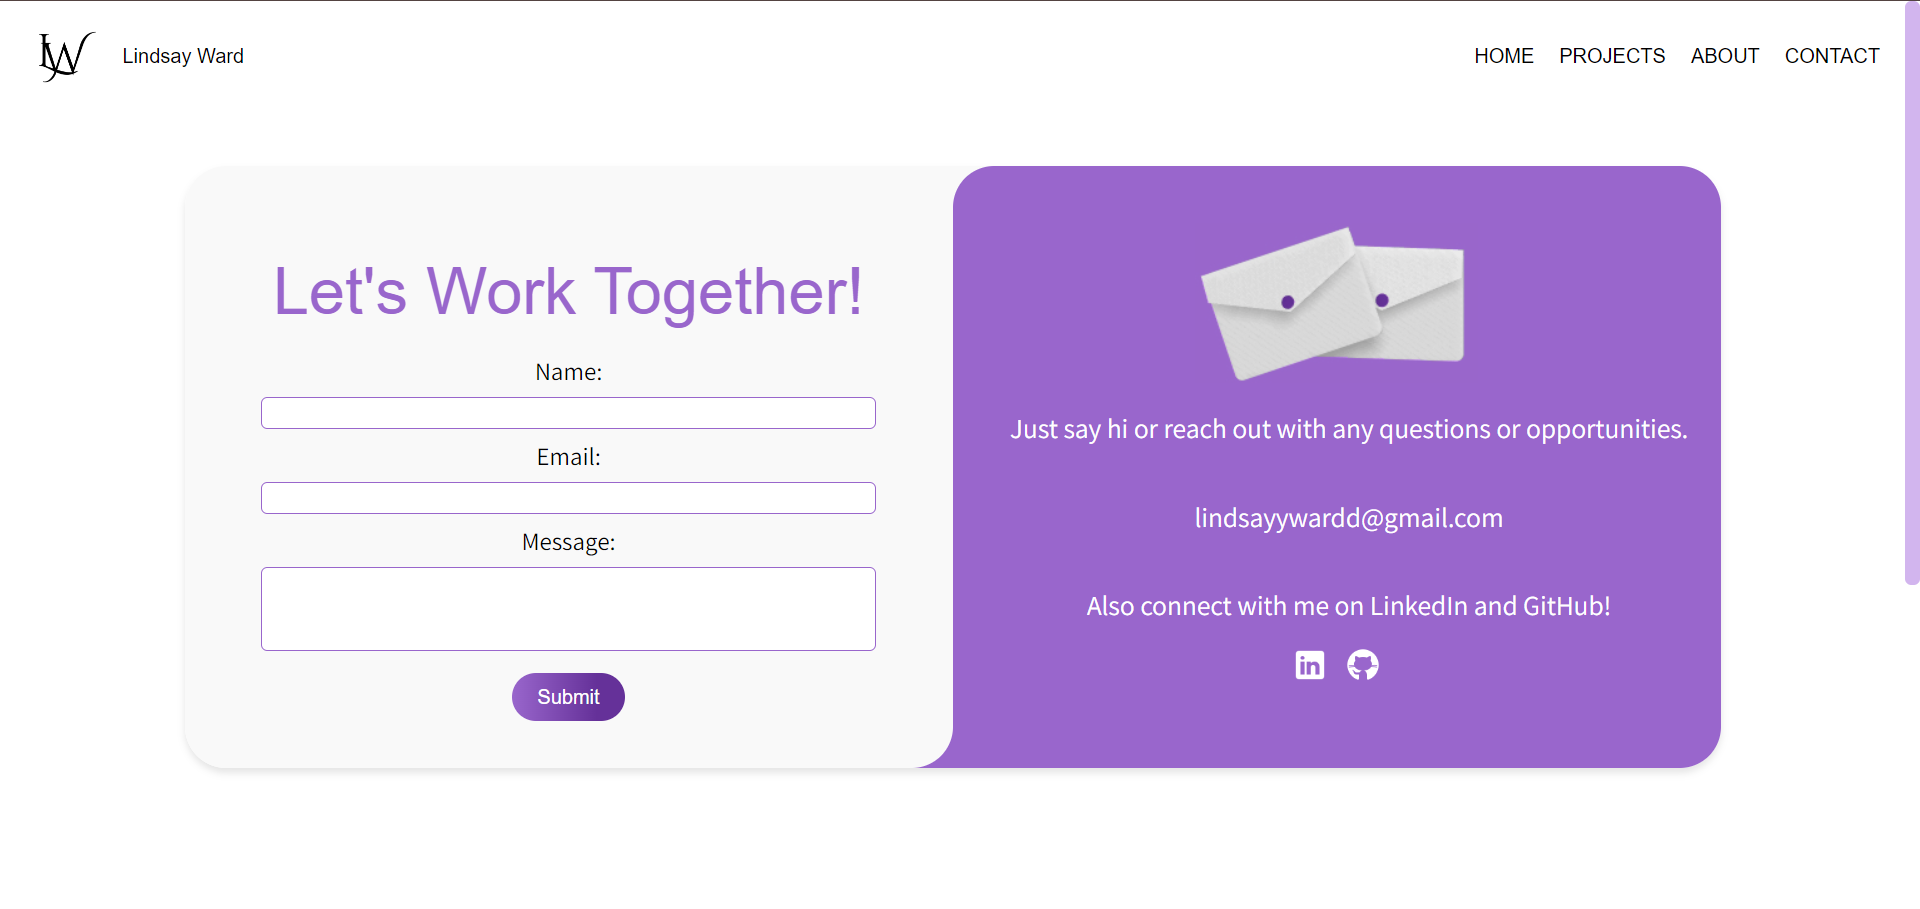 LW
Lindsay Ward
HOME PROJECTS ABOUT CONTACT
Let's Work Together!
Name:
Email:
Message:
Submit
Just say hi or reach out with any questions or opportunities.
lindsayywardd@gmail.com
Also connect with me on LinkedIn and GitHub!
in